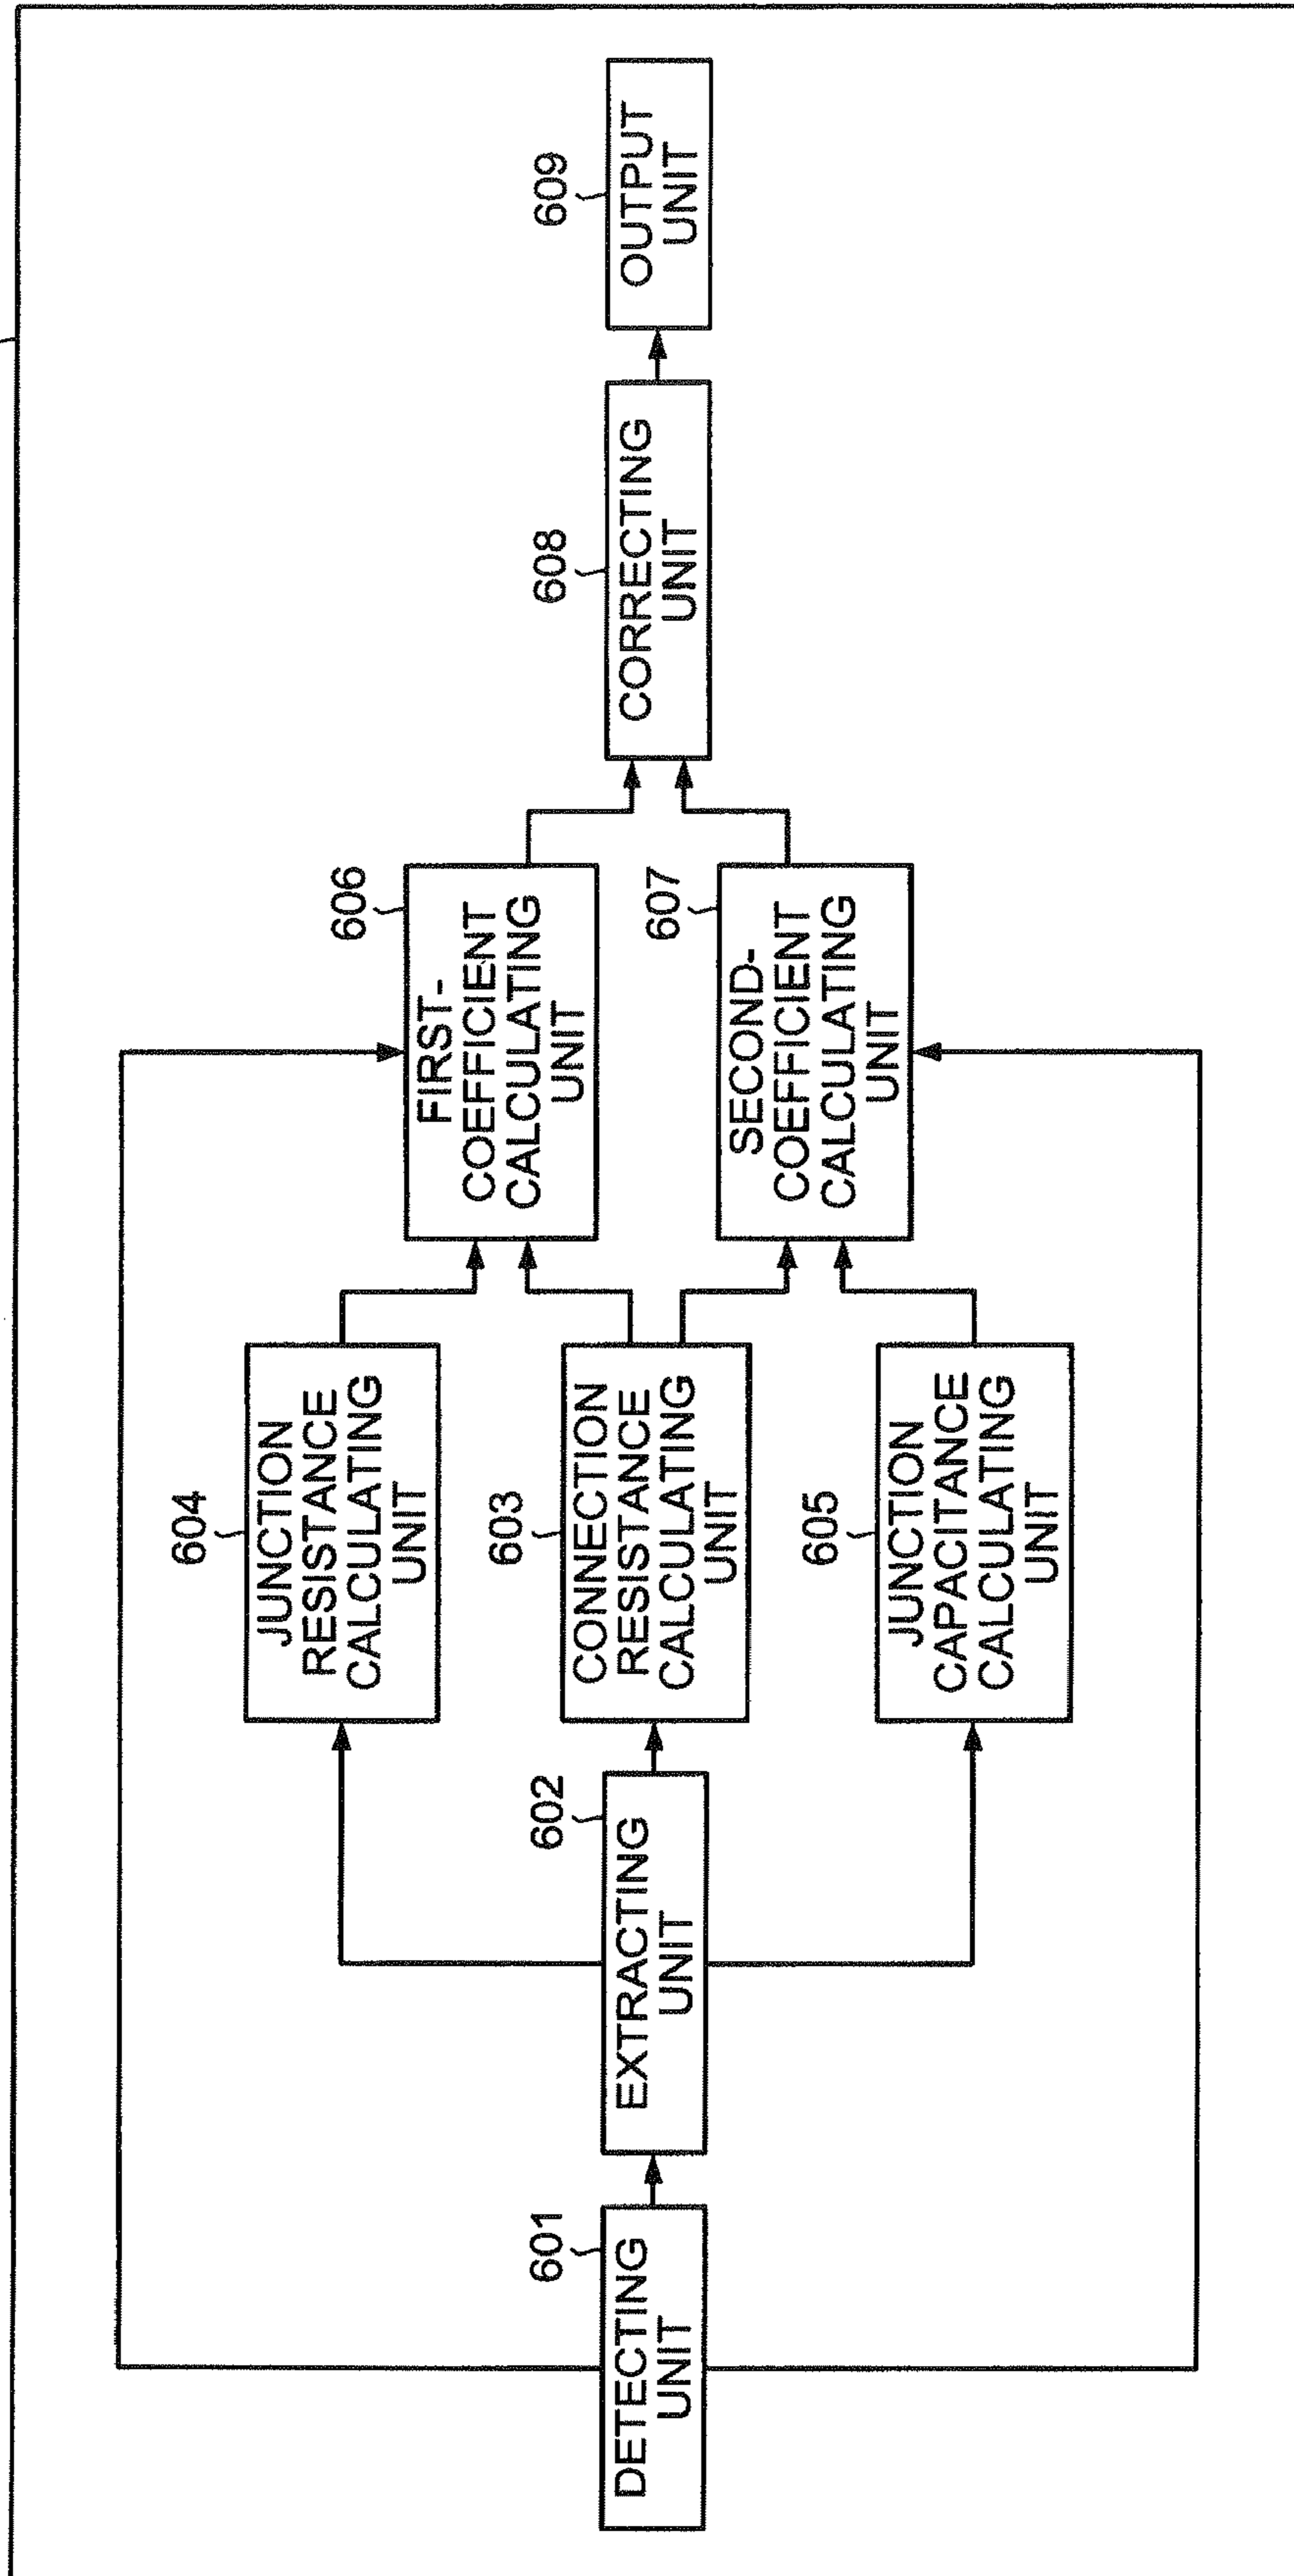 601
DETECTING
UNIT
602
EXTRACTING
UNIT
604
JUNCTION
RESISTANCE
CALCULATING
UNIT
603
CONNECTION
RESISTANCE
CALCULATING
UNIT
605
JUNCTION
CAPACITANCE
CALCULATING
UNIT
606
FIRST-
COEFFICIENT
CALCULATING
UNIT
607
SECOND-
COEFFICIENT
CALCULATING
UNIT
608
CORRECTING
UNIT
609
OUTPUT
UNIT